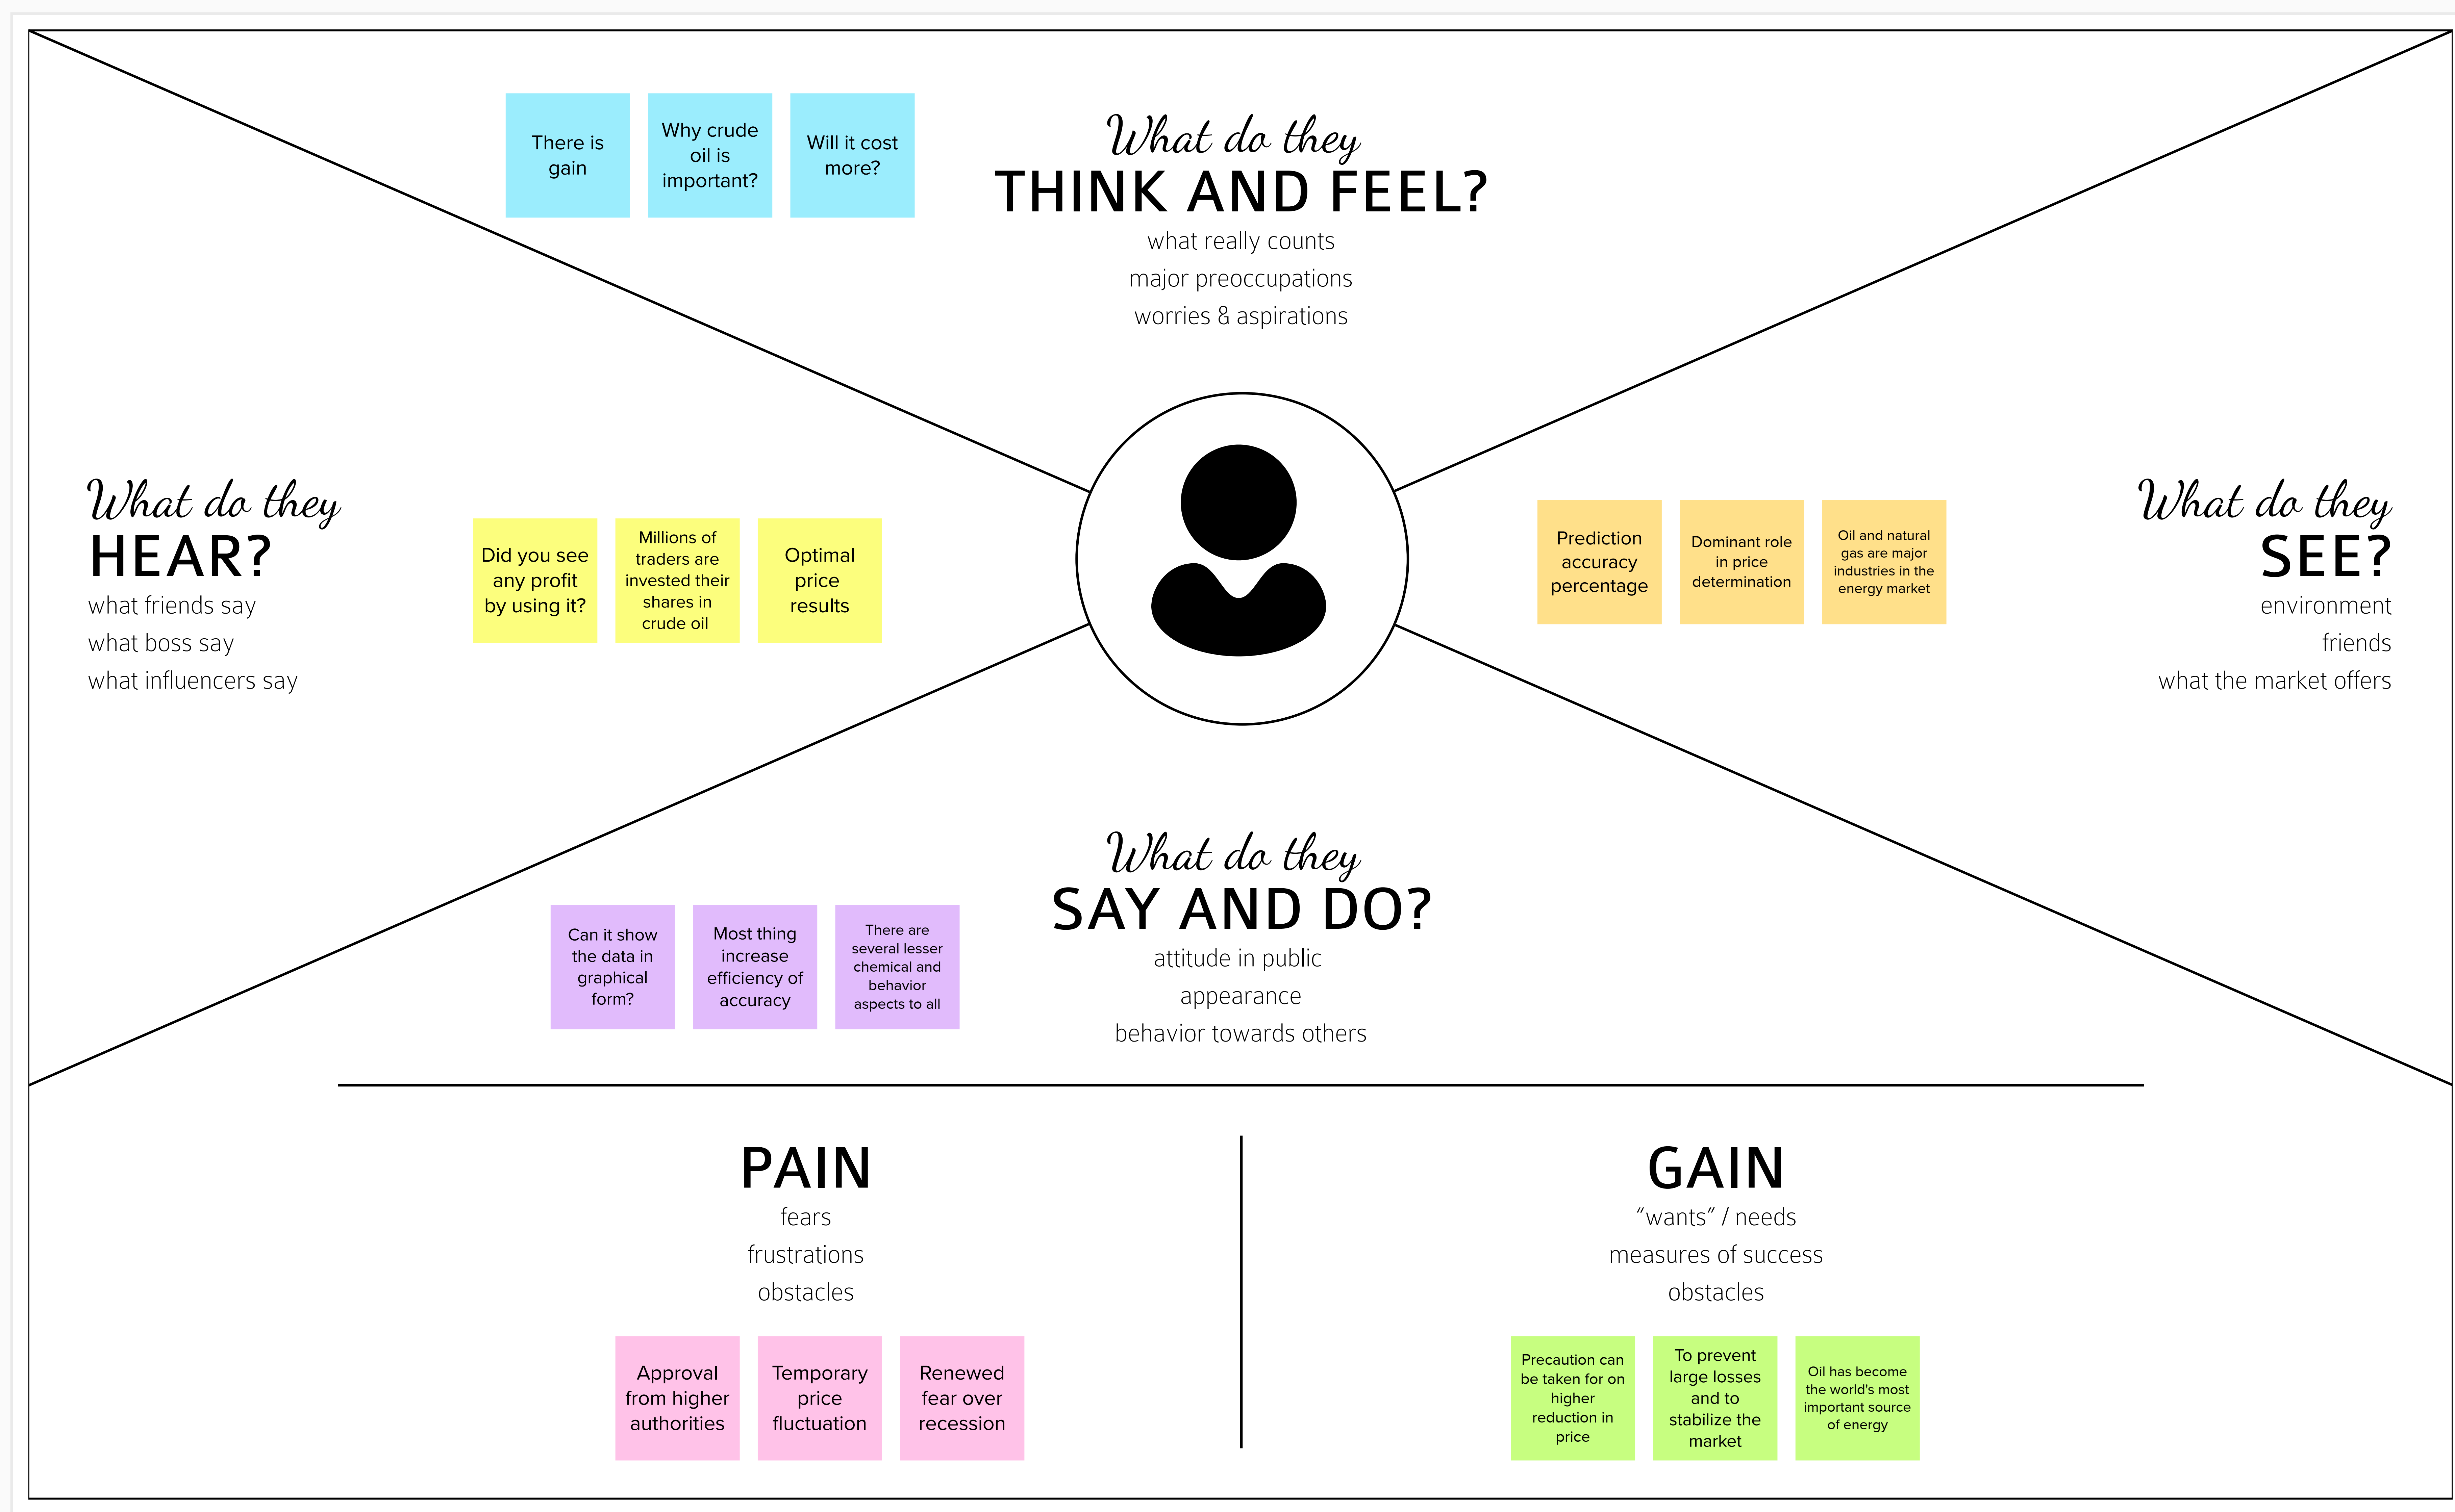 There is
gain
Why crude
oil is
important?
Will it cost
more?
What do they
THINK AND FEEL?
what really counts
major preoccupations
worries & aspirations
What do they
HEAR?
what friends say
what boss say
what influencers say
Did you see
any profit
by using it?
Millions of
traders are
invested their
shares in
crude oil
Optimal
price
results
Prediction
accuracy
percentage
Dominant role
in price
determination
Oil and natural
gas are major
industries in the
energy market
What do they
SEE?
environment
friends
what the market offers
What do they
SAY AND DO?
attitude in public
appearance
behavior towards others
Can it show
the data in
graphical
form?
Most thing
increase
efficiency of
accuracy
There are
several lesser
chemical and
behavior
aspects to all
PAIN
fears
frustrations
obstacles
Approval
from higher
authorities
Temporary
price
fluctuation
Renewed
fear over
recession
GAIN
“wants” / needs
measures of success
obstacles
Precaution can
be taken for on
higher
reduction in
price
To prevent
large losses
and to
stabilize the
market
Oil has become
the world's most
important source
of energy